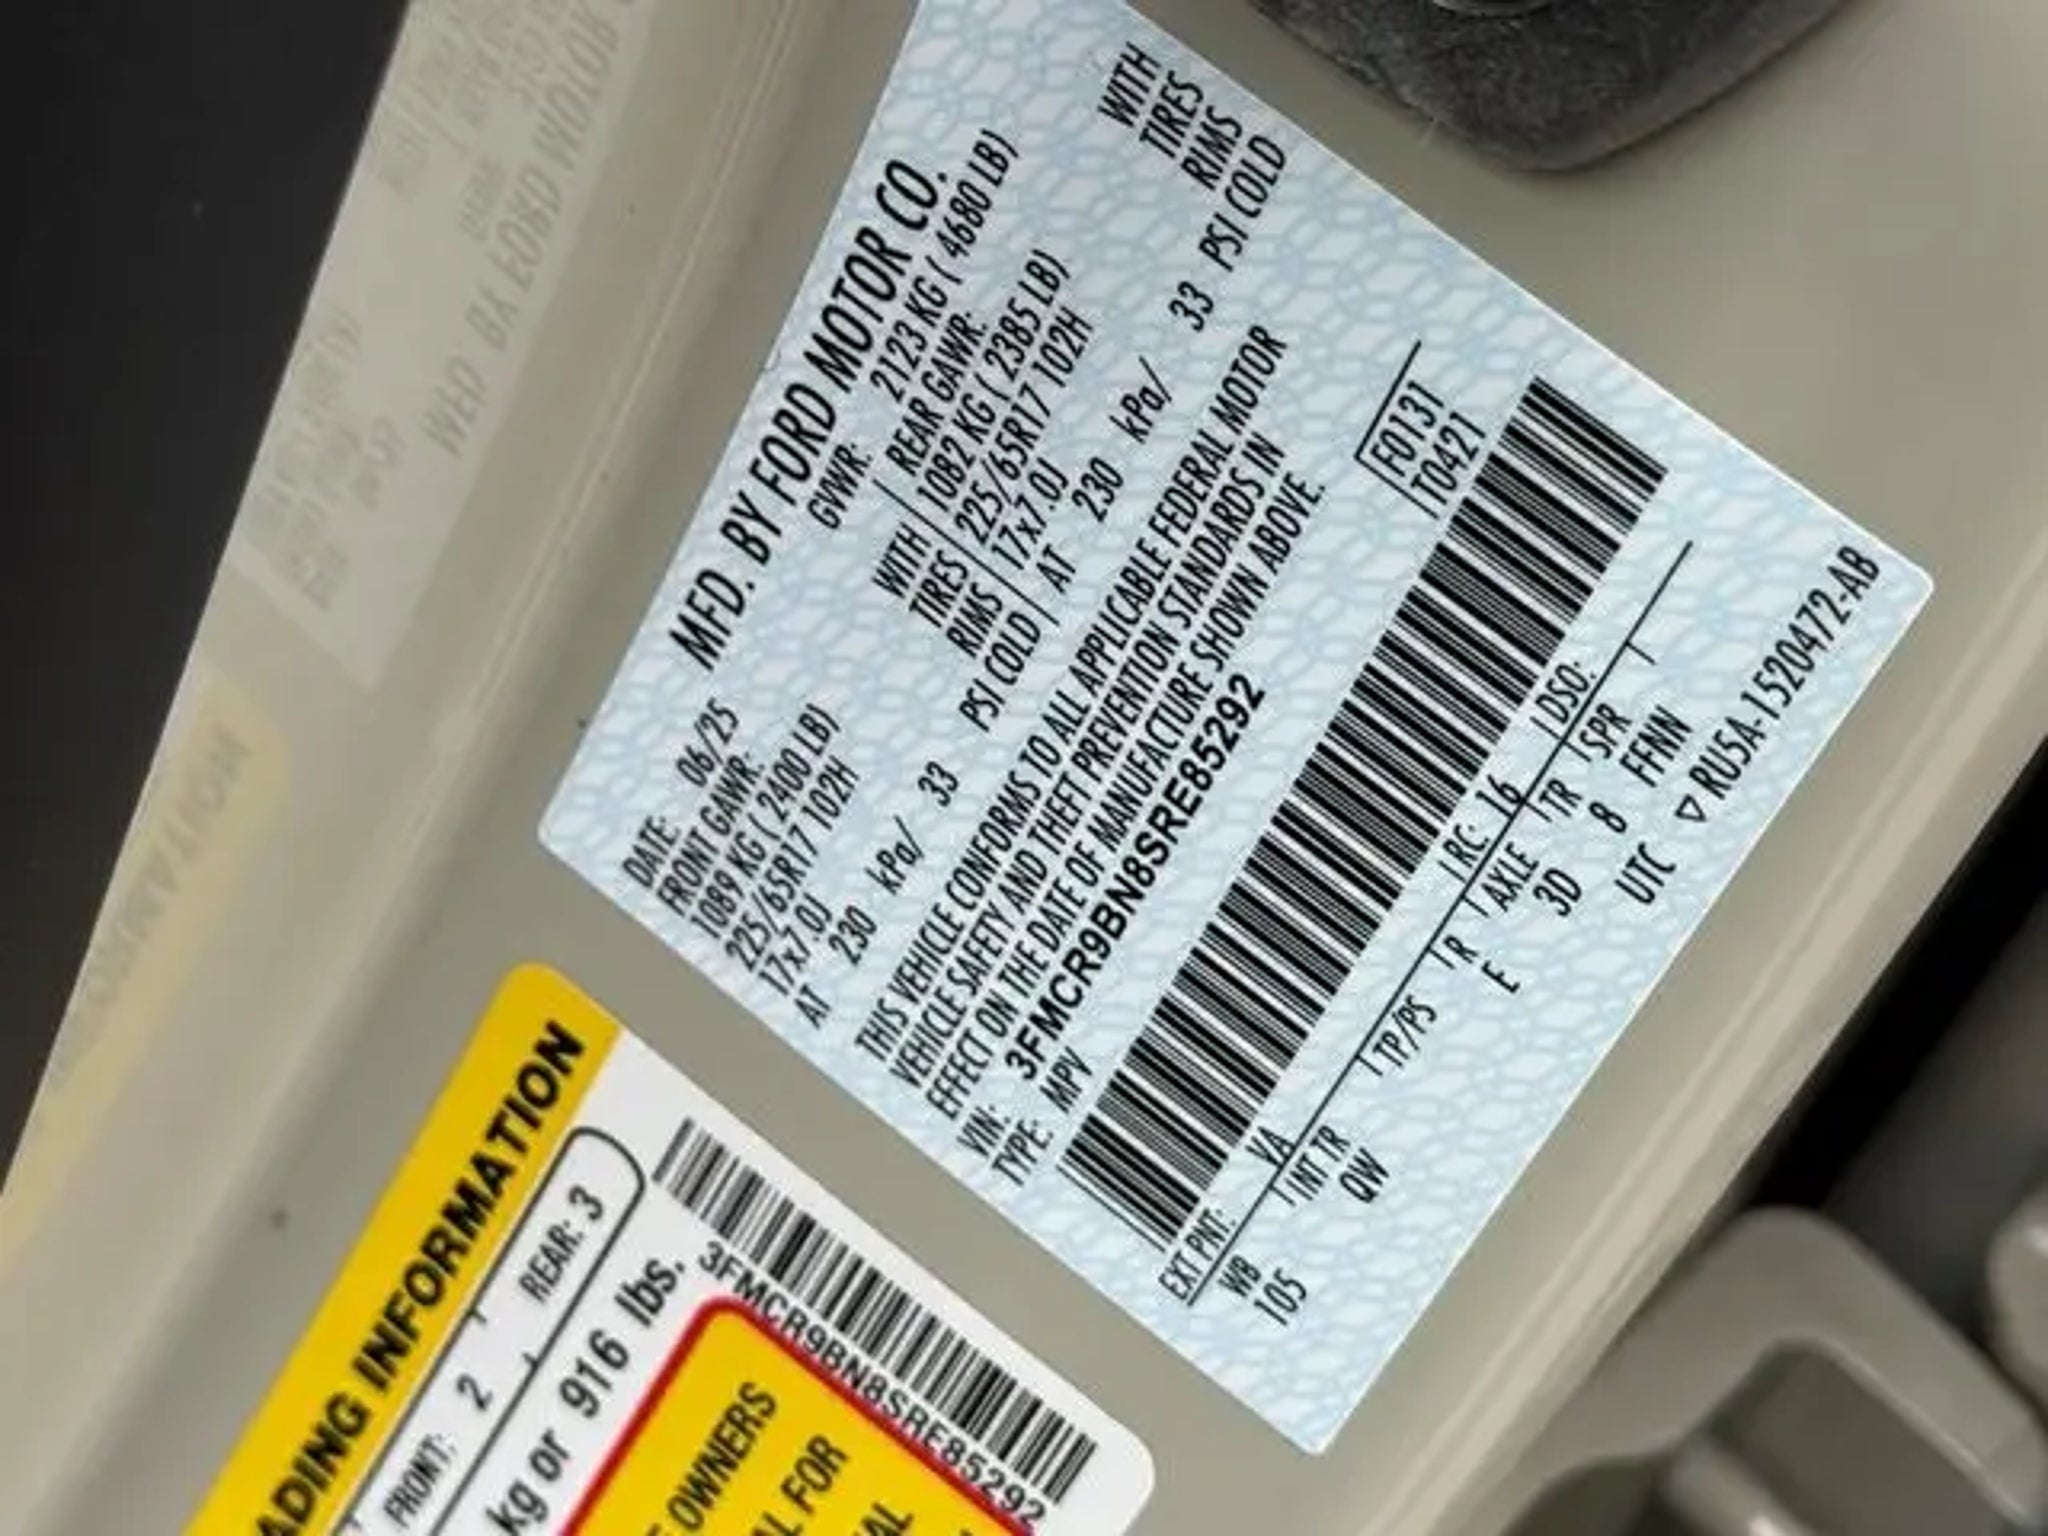 MFD. BY FORD MOTOR CO.
DATE: 06/25 GVWR: 2123 KG ( 4680 LB)
FRONT GAWR: REAR GAWR:
1089 KG ( 2400 LB) WITH 1082 KG ( 2385 LB) WITH
225/65R17 102H TIRES 225/65R17 102H TIRES
17x7.0J RIMS 17x7.0J RIMS
AT 230 kPa/ 33 PSI COLD AT 230 kPa/ 33 PSI COLD
THIS VEHICLE CONFORMS TO ALL APPLICABLE FEDERAL MOTOR
VEHICLE SAFETY AND THEFT PREVENTION STANDARDS IN
EFFECT ON THE DATE OF MANUFACTURE SHOWN ABOVE.
VIN: 3FMCR9BN8SRE85292 F0131
TYPE: MPV T0421
EXT PNT: YA RC: 16 DSO:
WB INT TR TP/PS R AXLE TR SPR
105 QW E 3D 8 FFNN
UTC ▽ RU5A-1520472-AB
ADING INFORMATION
FRONT: 2 REAR: 3
kg or 916 lbs.
3FMCR9BN8SRE85292
OWNERS
FOR